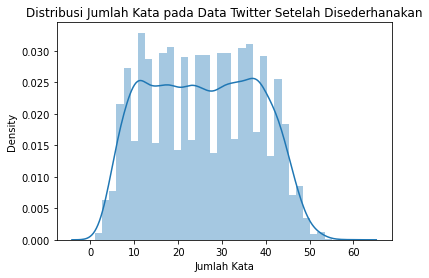 Distribusi Jumlah Kata pada Data Twitter Setelah Disederhanakan
0.030
0.025
0.020
0.015
0.010
0.005
0.000
Density
0 10 20 30 40 50 60
Jumlah Kata